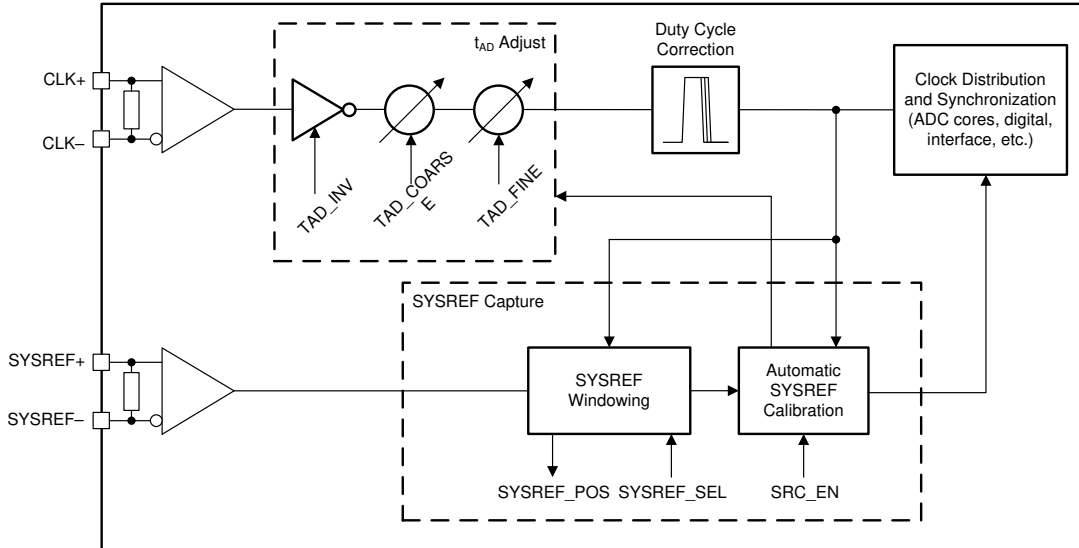 t_AD Adjust
Duty Cycle
Correction
CLK+
CLK–
Clock Distribution
and Synchronization
(ADC cores, digital,
interface, etc.)
TAD_INV
TAD_COARS
E
TAD_FINE
SYSREF Capture
SYSREF+
SYSREF–
SYSREF
Windowing
Automatic
SYSREF
Calibration
SYSREF_POS
SYSREF_SEL
SRC_EN